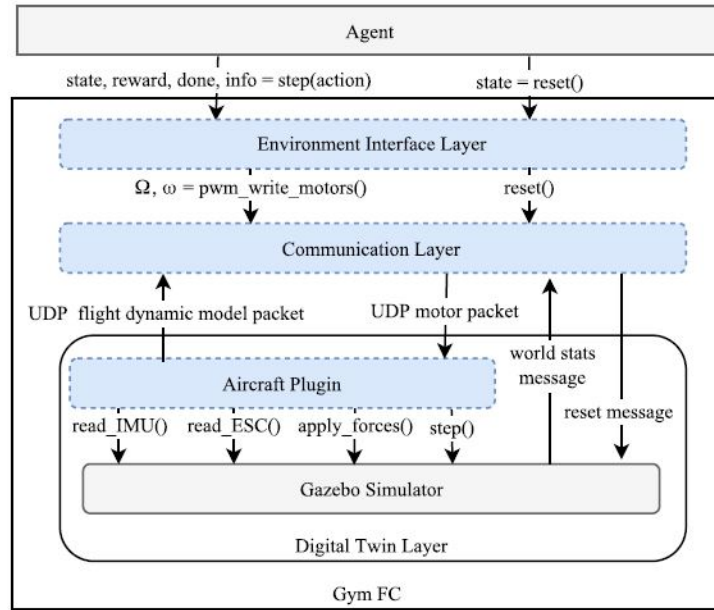 Agent
state, reward, done, info = step(action)
state = reset()
Environment Interface Layer
Ω, ω = pwm_write_motors()
reset()
Communication Layer
UDP flight dynamic model packet
UDP motor packet
world stats
message
reset message
Aircraft Plugin
read_IMU()
read_ESC()
apply_forces()
step()
Gazebo Simulator
Digital Twin Layer
Gym FC